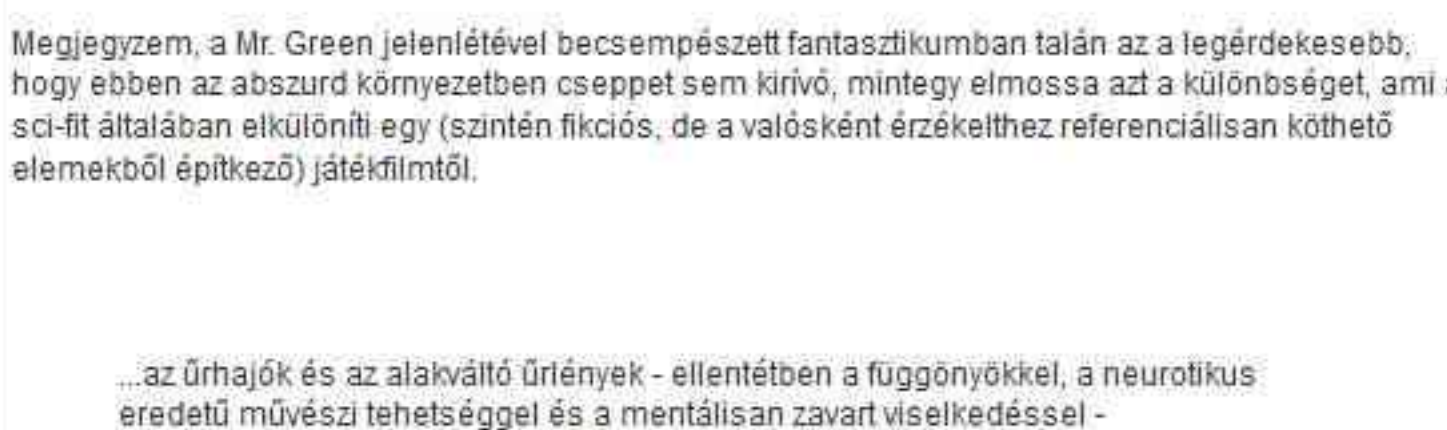 Megjegyzem, a Mr. Green jelenlétével becsempészett fantasztikumban talán az a legérdekesebb,
hogy ebben az abszurd környezetben cseppet sem kirívó, mintegy elmossa azt a különbséget, ami
sci-fit általában elkülöníti egy (szintén fikciós, de a valósként érzékelthez referenciálisan köthető
elemekből építkező) játékfilmtől.
...az űrhajók és az alakváltó űrlények - ellentétben a függönyökkel, a neurotikus
eredetű művészi tehetséggel és a mentálisan zavart viselkedéssel -